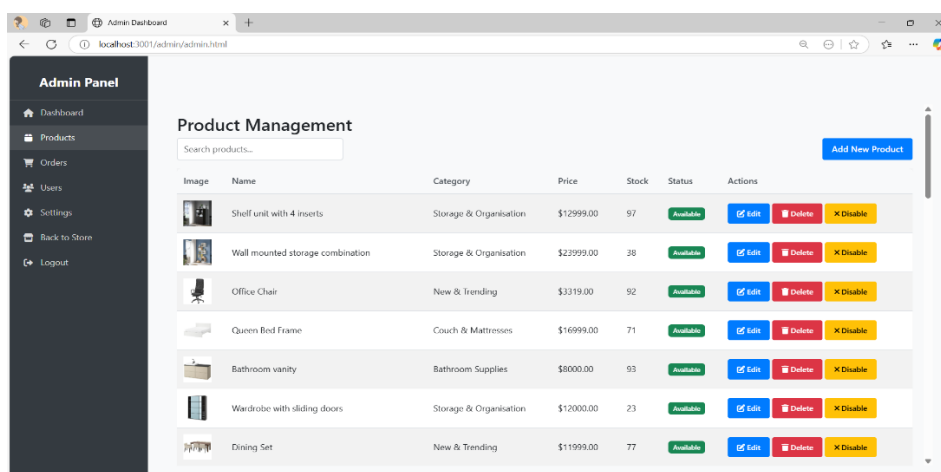 Admin Dashboard
localhost:3001/admin/admin.html
Admin Panel
Dashboard
Products
Orders
Users
Settings
Back to Store
Logout
Product Management
Search products...
Add New Product
Image Name Category Price Stock Status Actions
Shelf unit with 4 inserts Storage & Organisation $12999.00 97 Available Edit Delete Disable
Wall mounted storage combination Storage & Organisation $23999.00 38 Available Edit Delete Disable
Office Chair New & Trending $3319.00 92 Available Edit Delete Disable
Queen Bed Frame Couch & Mattresses $16999.00 71 Available Edit Delete Disable
Bathroom vanity Bathroom Supplies $8000.00 93 Available Edit Delete Disable
Wardrobe with sliding doors Storage & Organisation $12000.00 23 Available Edit Delete Disable
Dining Set New & Trending $11999.00 77 Available Edit Delete Disable